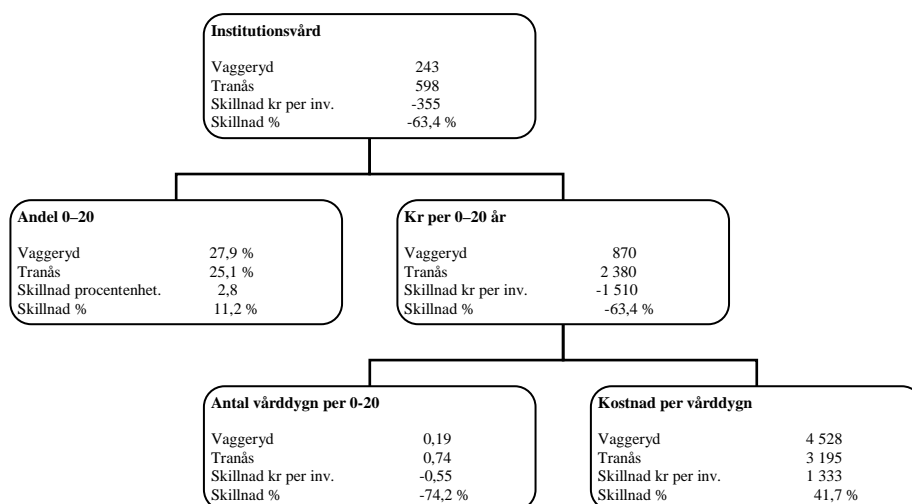 Institutionsvård
Vaggeryd 243
Tranås 598
Skillnad kr per inv. -355
Skillnad % -63,4 %
Andel 0–20
Vaggeryd 27,9 %
Tranås 25,1 %
Skillnad procentenhet. 2,8
Skillnad % 11,2 %
Kr per 0–20 år
Vaggeryd 870
Tranås 2 380
Skillnad kr per inv. -1 510
Skillnad % -63,4 %
Antal vårddygn per 0-20
Vaggeryd 0,19
Tranås 0,74
Skillnad kr per inv. -0,55
Skillnad % -74,2 %
Kostnad per vårddygn
Vaggeryd 4 528
Tranås 3 195
Skillnad kr per inv. 1 333
Skillnad % 41,7 %